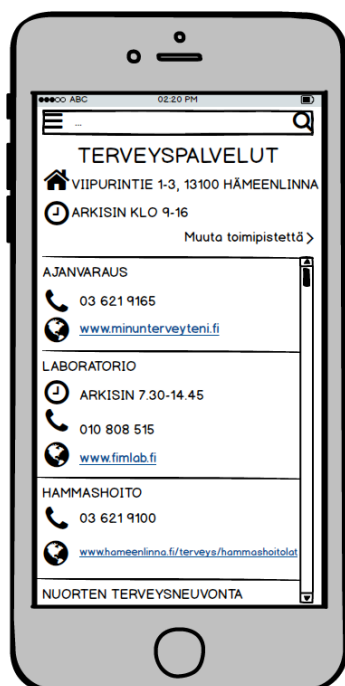 ABC 02:20 PM
...
TERVEYSPALVELUT
VIIPURINTIE 1-3, 13100 HÄMEENLINNA
ARKISIN KLO 9-16
Muuta toimipistettä >
AJANVARAUS
03 621 9165
www.minunterveyteni.fi
LABORATORIO
ARKISIN 7.30-14.45
010 808 515
www.fimlab.fi
HAMMASHOITO
03 621 9100
www.hameenlinna.fi/terveys/hammashoitolat
NUORTEN TERVEYSNEUVONTA